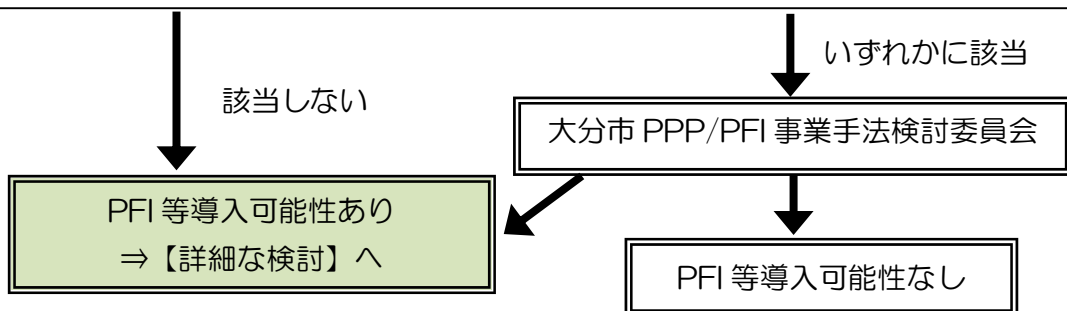 いずれかに該当
該当しない
大分市 PPP/PFI 事業手法検討委員会
PFI 等導入可能性あり
⇒【詳細な検討】へ
PFI 等導入可能性なし